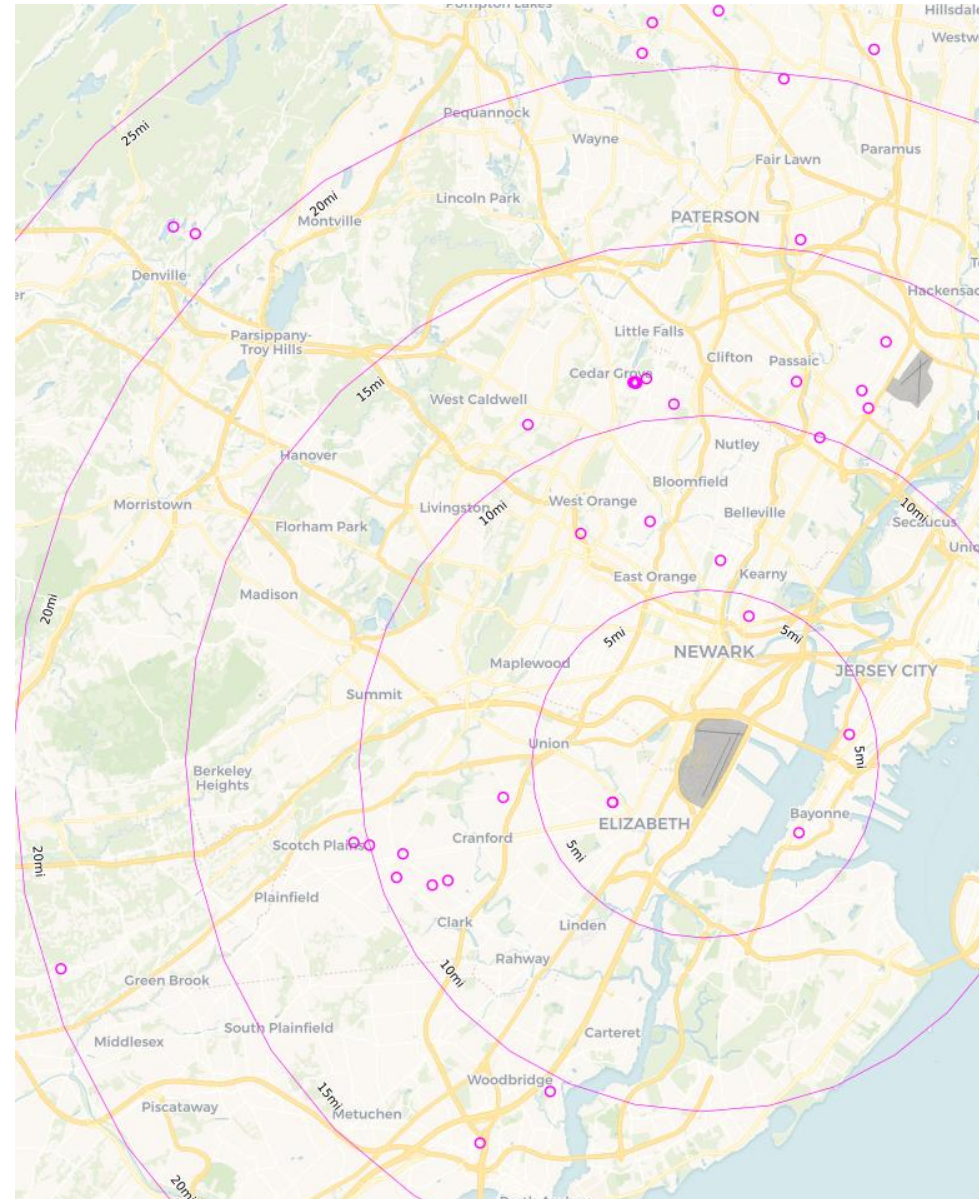 Pompton Lakes
Hillsdal
Westw
25mi
Pequannock
Wayne
Paramus
Fair Lawn
Lincoln Park
20mi
Montville
PATERSON
Denville
er
Hackensac
Parsippany-
Troy Hills
Little Falls
Clifton
Passaic
Cedar Grove
15mi
West Caldwell
Nutley
Hanover
Bloomfield
Morristown
Livingston
West Orange
10mi
Belleville
10mi
Secaucus
Florham Park
Unio
East Orange
Kearny
Madison
20mi
5mi
5mi
NEWARK
Maplewood
JERSEY CITY
Summit
Union
5mi
Berkeley
Heights
Bayonne
ELIZABETH
Cranford
Scotch Plains
5mi
20mi
Plainfield
Clark
Linden
Rahway
10mi
Green Brook
South Plainfield
Carteret
Middlesex
Woodbridge
15mi
Piscataway
Metuchen
20mi